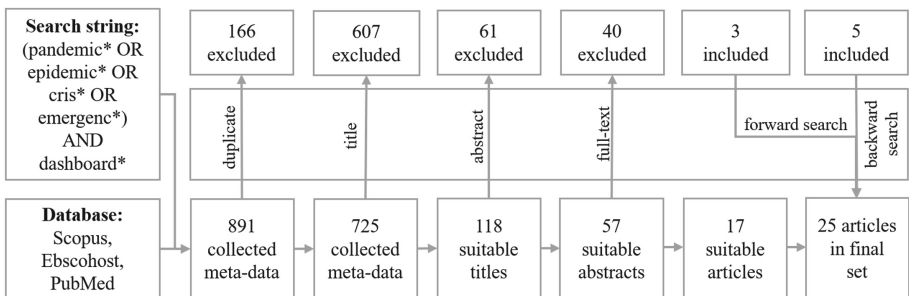 Search string:
(pandemic* OR
epidemic* OR
cris* OR
emergenc*)
AND
dashboard*
166
excluded
607
excluded
61
excluded
40
excluded
3
included
5
included
duplicate
title
abstract
full-text
forward search
backward
search
Database:
Scopus,
Ebscohost,
PubMed
891
collected
meta-data
725
collected
meta-data
118
suitable
titles
57
suitable
abstracts
17
suitable
articles
25 articles
in final
set